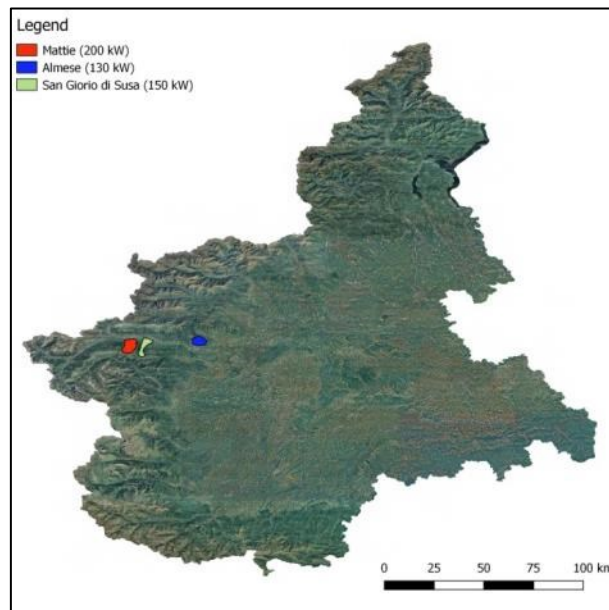 Legend
Mattie (200 kW)
Almese (130 kW)
San Giorio di Susa (150 kW)
0 25 50 75 100 km